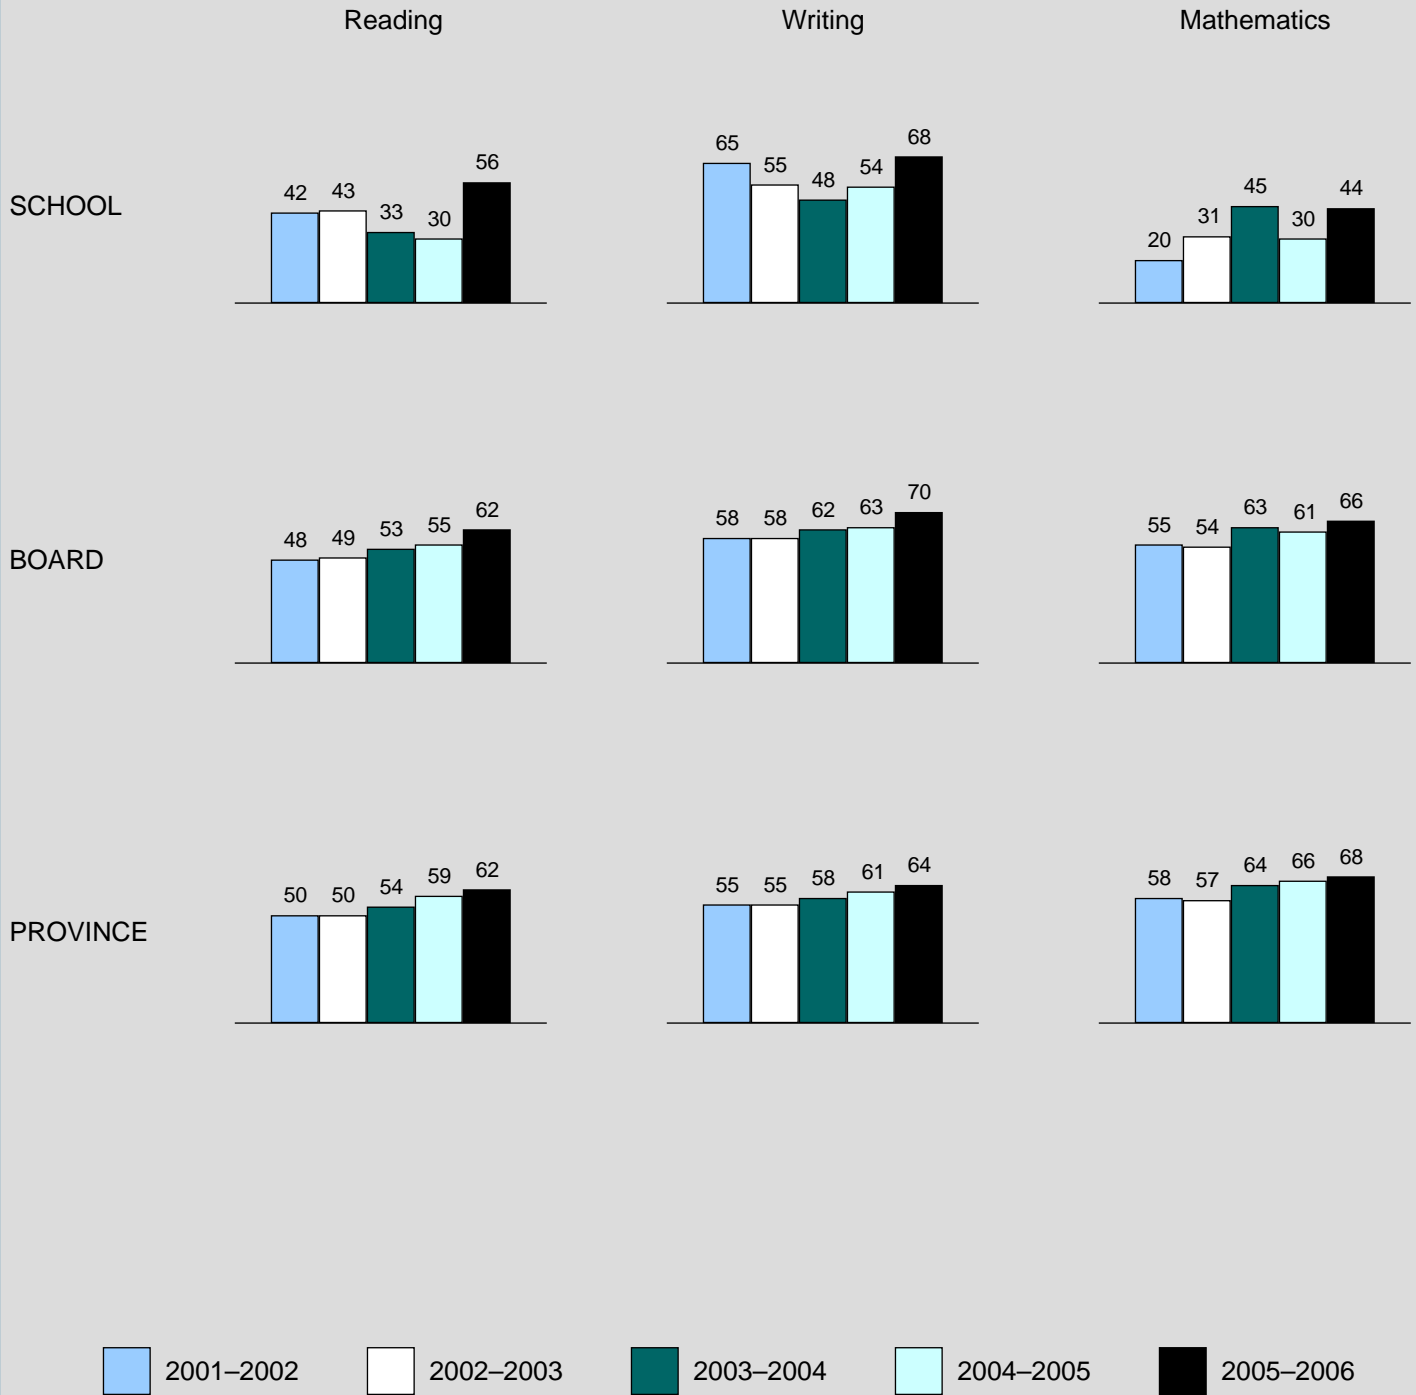 Reading Writing Mathematics
SCHOOL
42 43 33 30 56
65 55 48 54 68
20 31 45 30 44
BOARD
48 49 53 55 62
58 58 62 63 70
55 54 63 61 66
PROVINCE
50 50 54 59 62
55 55 58 61 64
58 57 64 66 68
2001–2002 2002–2003 2003–2004 2004–2005 2005–2006